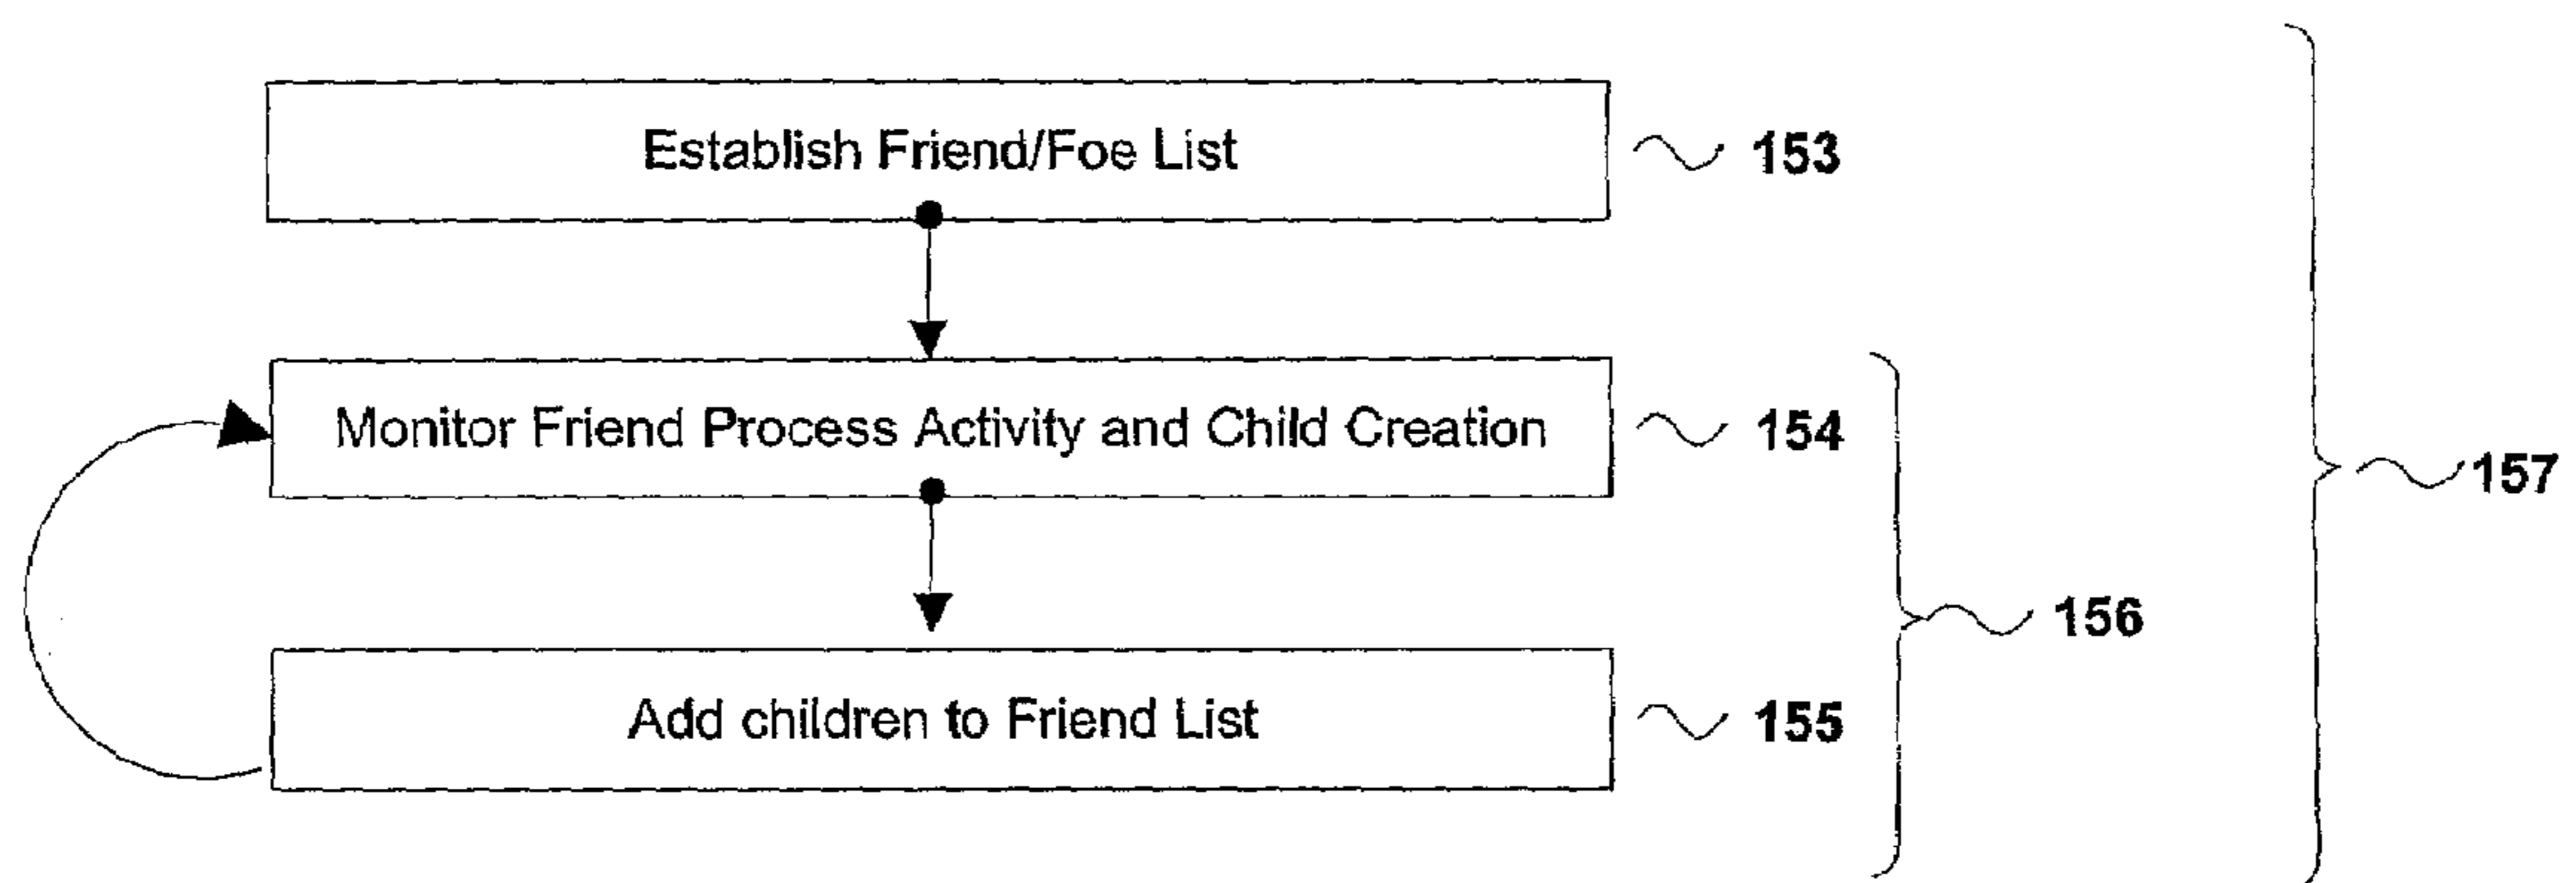 Establish Friend/Foe List
153
Monitor Friend Process Activity and Child Creation
154
157
156
Add children to Friend List
155